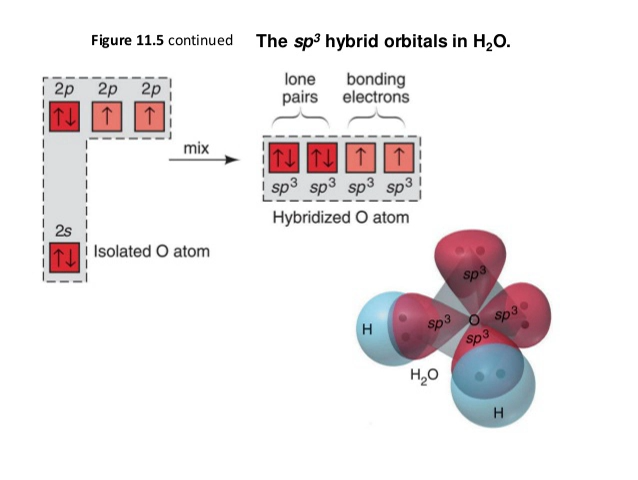 Figure 11.5 continued The sp³ hybrid orbitals in H₂O.
lone pairs
bonding electrons
2p 2p 2p
↑↓ ↑ ↑
mix
↑↓ ↑↓ ↑ ↑
sp³ sp³ sp³ sp³
Hybridized O atom
2s
↑↓ Isolated O atom
sp³
H sp³ O sp³
sp³
H₂O
H